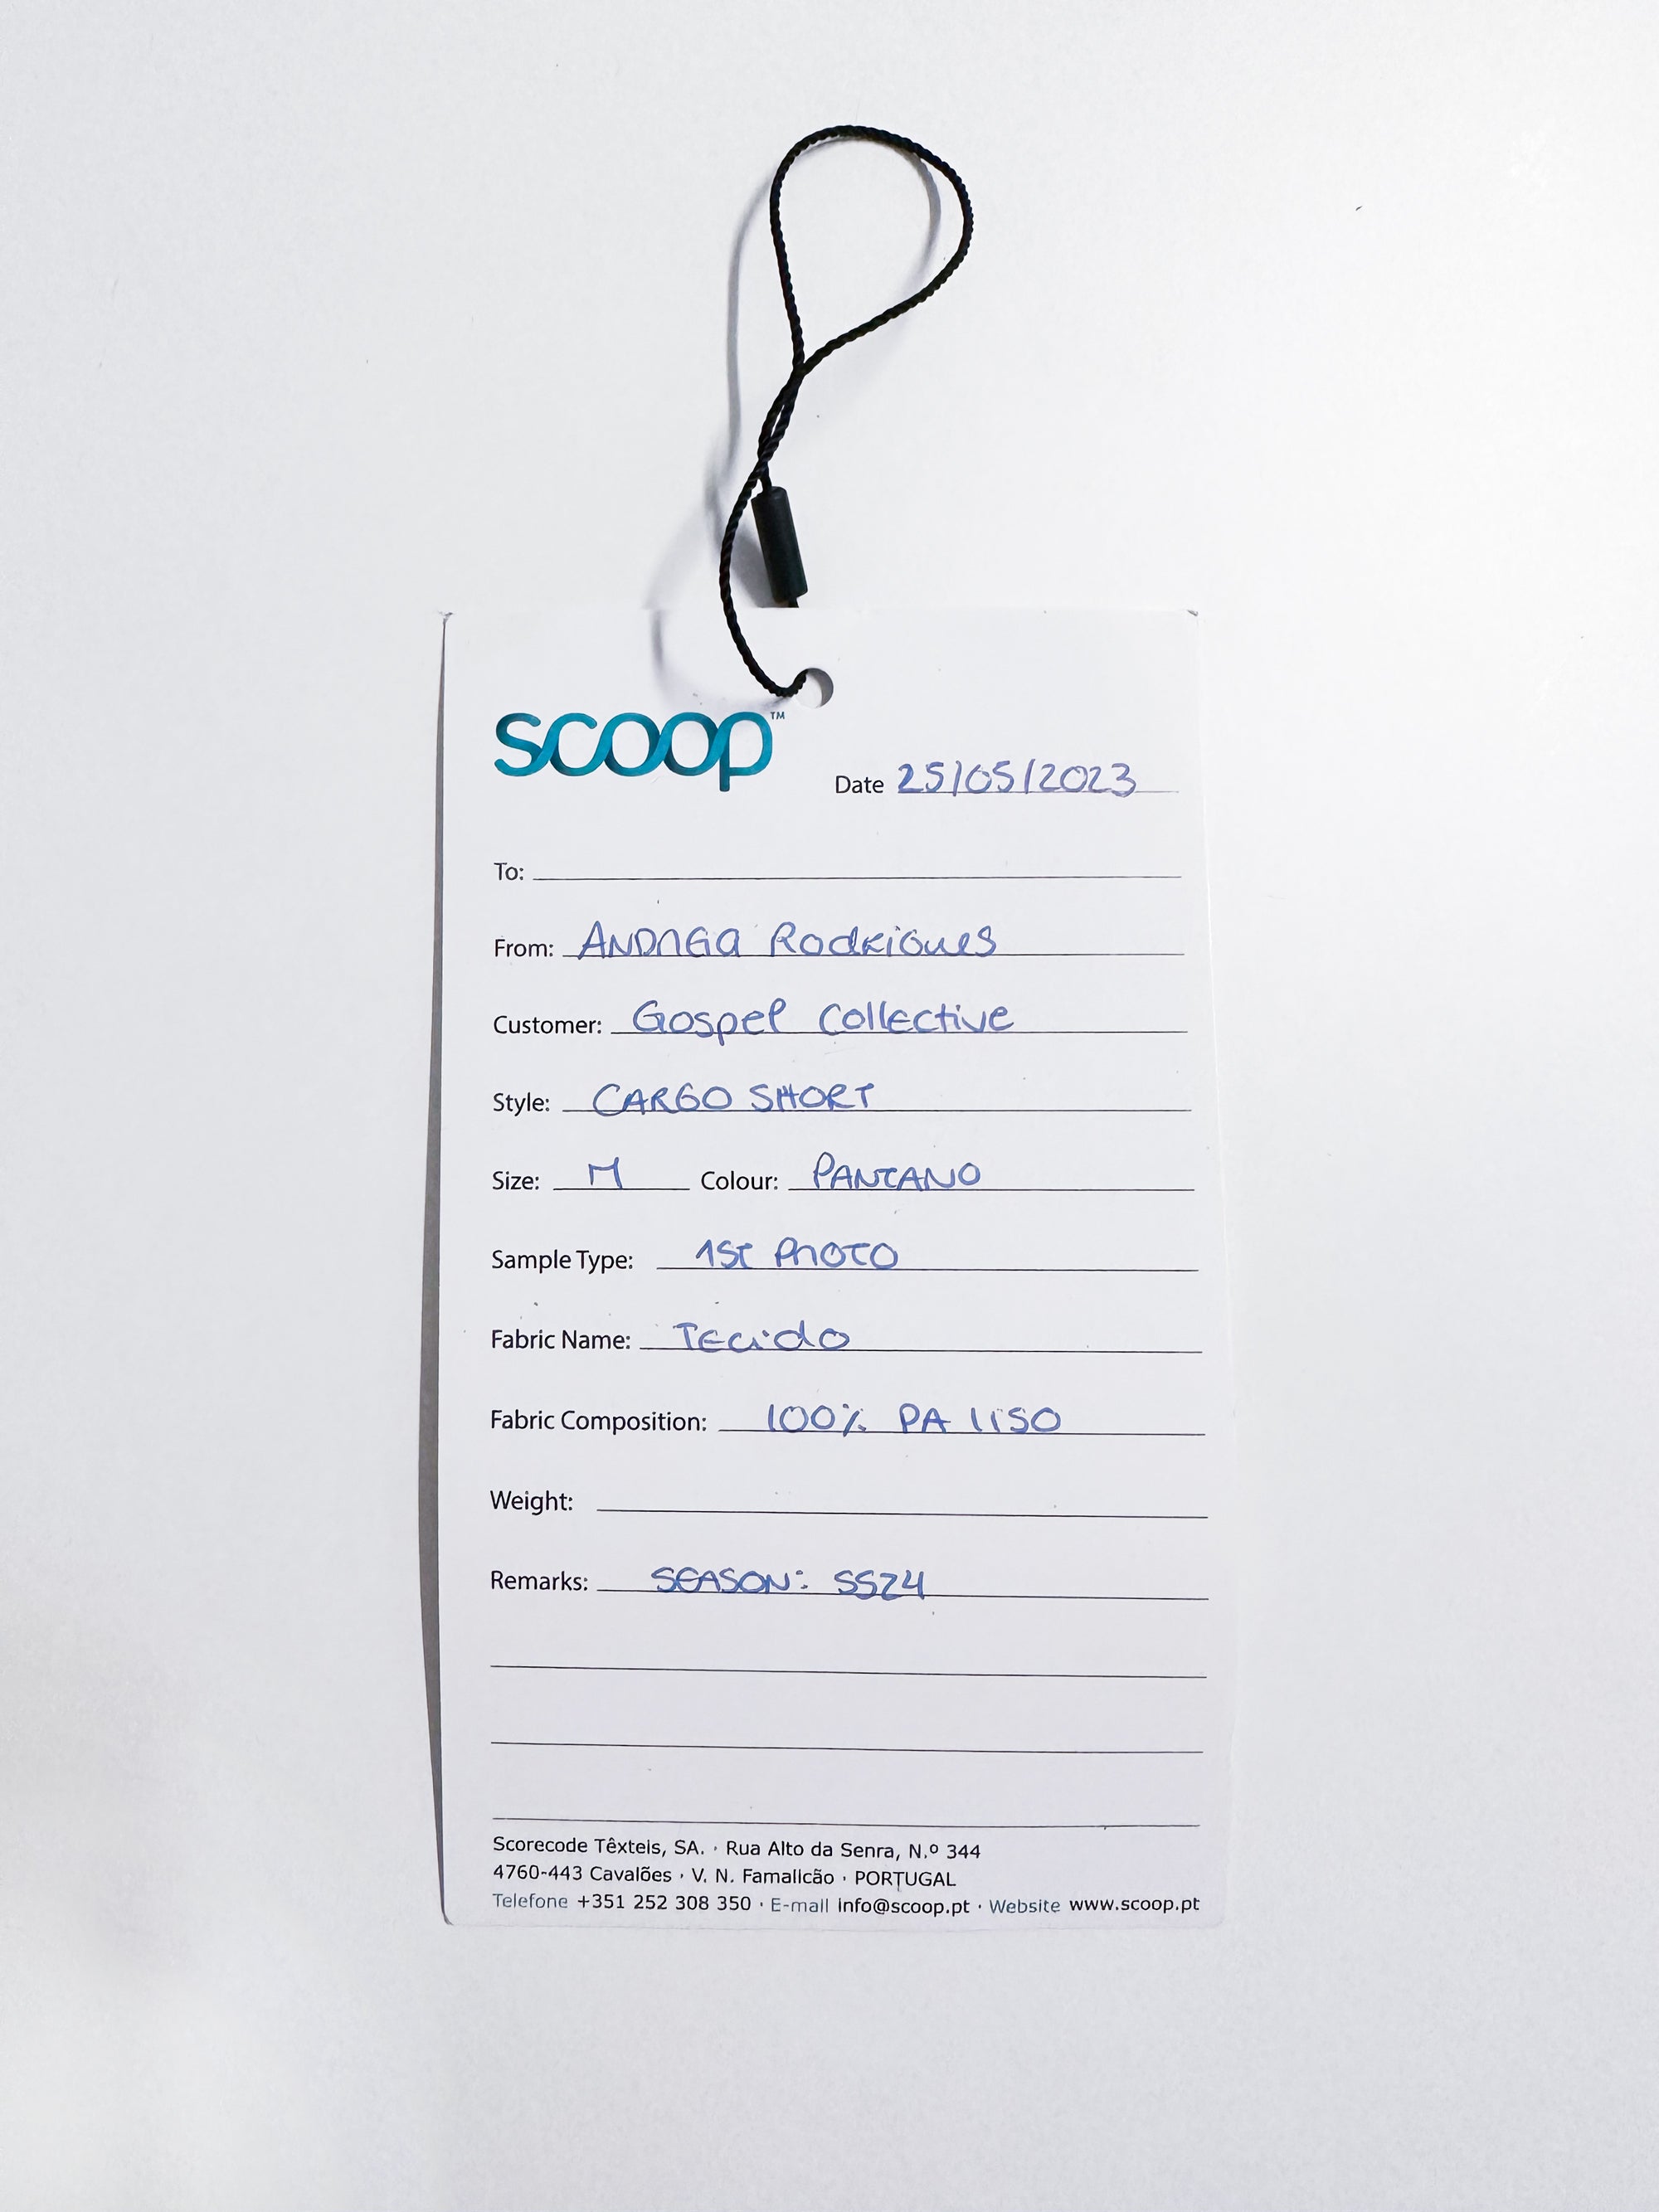 scoop™
Date 25/05/2023
To:
From: ANDREA Rodrigues
Customer: Gospel Collective
Style: CARGO SHORT
Size: M Colour: PANTANO
Sample Type: 1ST PHOTO
Fabric Name: Tecido
Fabric Composition: 100% PA liso
Weight:
Remarks: SEASON: SS24
Scorecode Têxteis, SA. · Rua Alto da Senra, N.º 344
4760-443 Cavalões · V. N. Famalicão · PORTUGAL
Telefone +351 252 308 350 · E-mail info@scoop.pt · Website www.scoop.pt